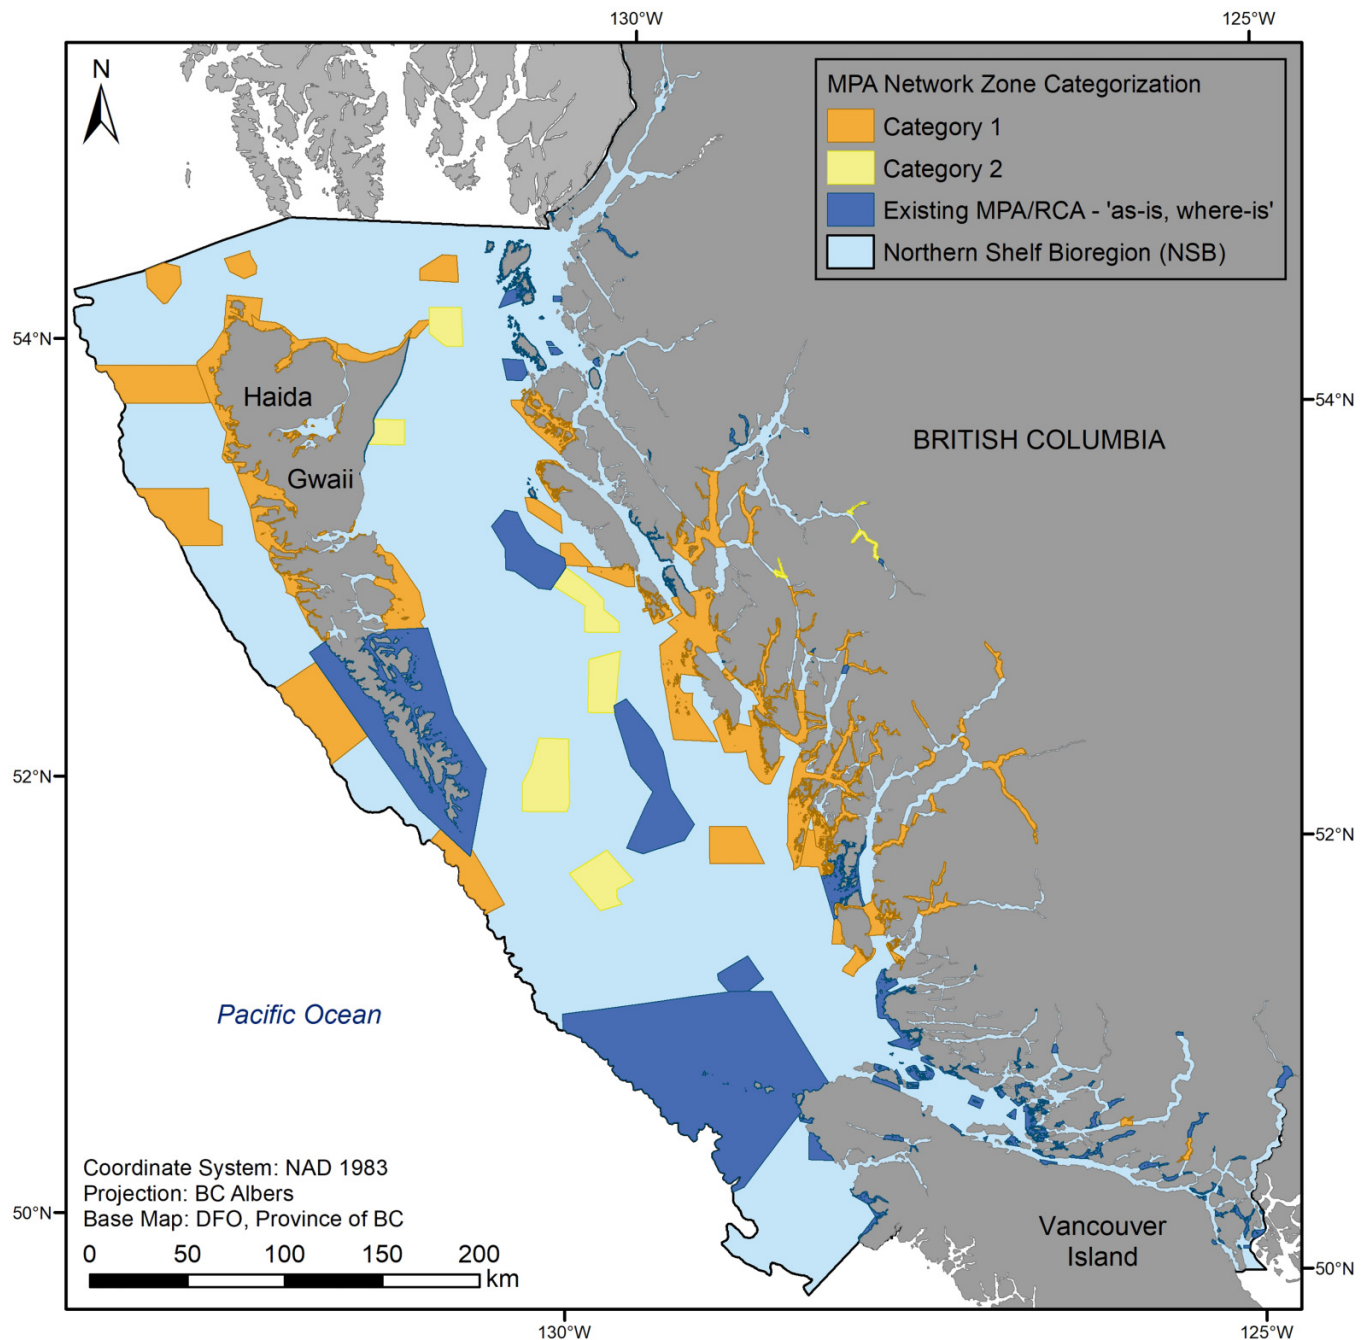 130°W
125°W
N
MPA Network Zone Categorization
Category 1
Category 2
Existing MPA/RCA - 'as-is, where-is'
Northern Shelf Bioregion (NSB)
54°N
54°N
Haida
Gwaii
BRITISH COLUMBIA
52°N
52°N
Pacific Ocean
Coordinate System: NAD 1983
Projection: BC Albers
Base Map: DFO, Province of BC
0 50 100 150 200
km
Vancouver
Island
50°N
50°N
130°W
125°W